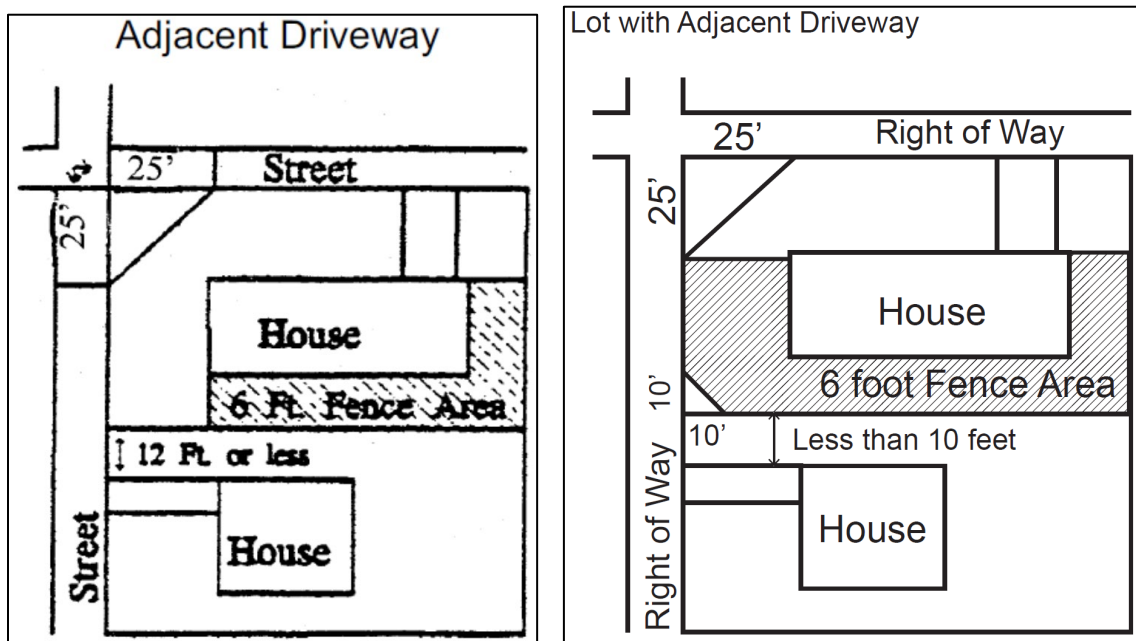 Adjacent Driveway
25'
Street
25'
House
6 Ft. Fence Area
12 Ft. or less
Street
House
Lot with Adjacent Driveway
25'
Right of Way
25'
House
6 foot Fence Area
10'
10'
Less than 10 feet
Right of Way
House